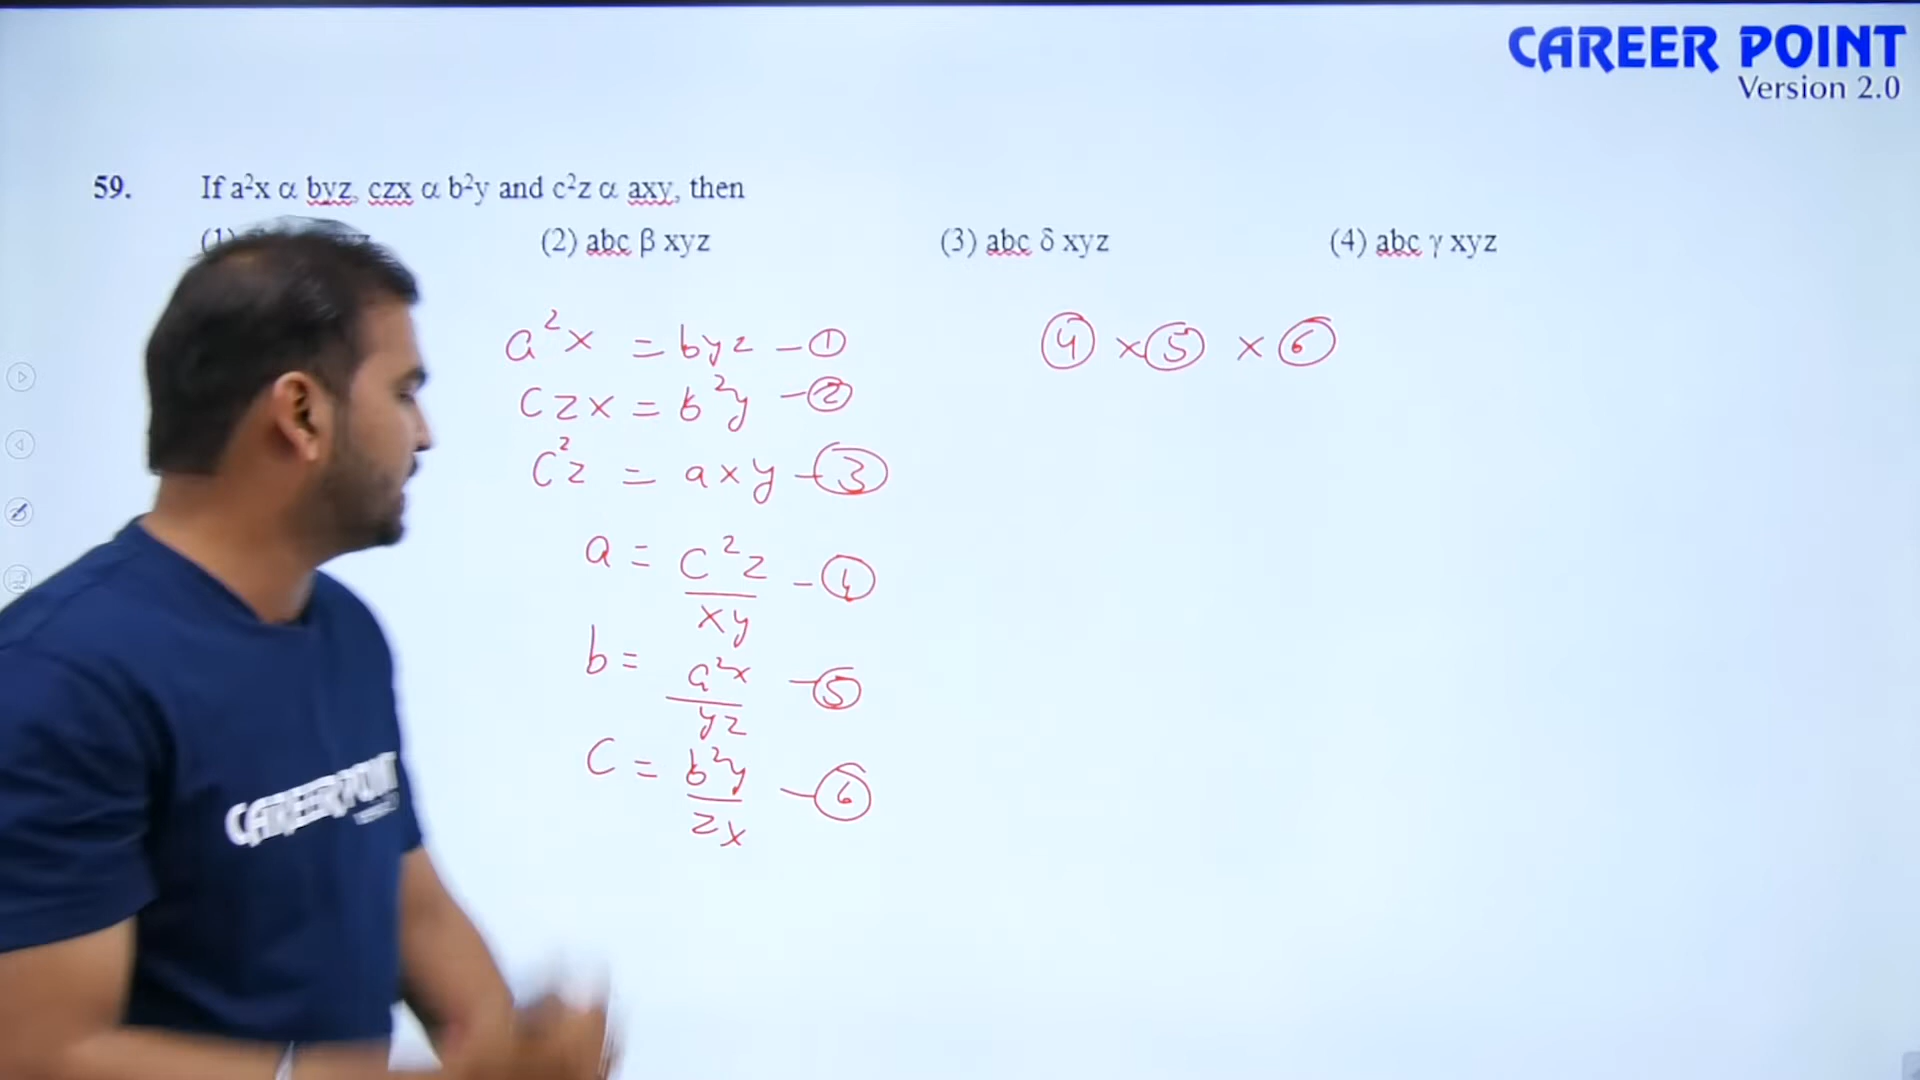 CAREER POINT
Version 2.0
59. If a²x α byz, czx α b²y and c²z α axy, then
(1) (2) abc β xyz (3) abc δ xyz (4) abc γ xyz
a²x = byz – ①
czx = b²y – ②
c²z = axy – ③
④ × ⑤ × ⑥
a = c²z / xy – ④
b = a²x / yz – ⑤
c = b²y / zx – ⑥
CAREER POINT